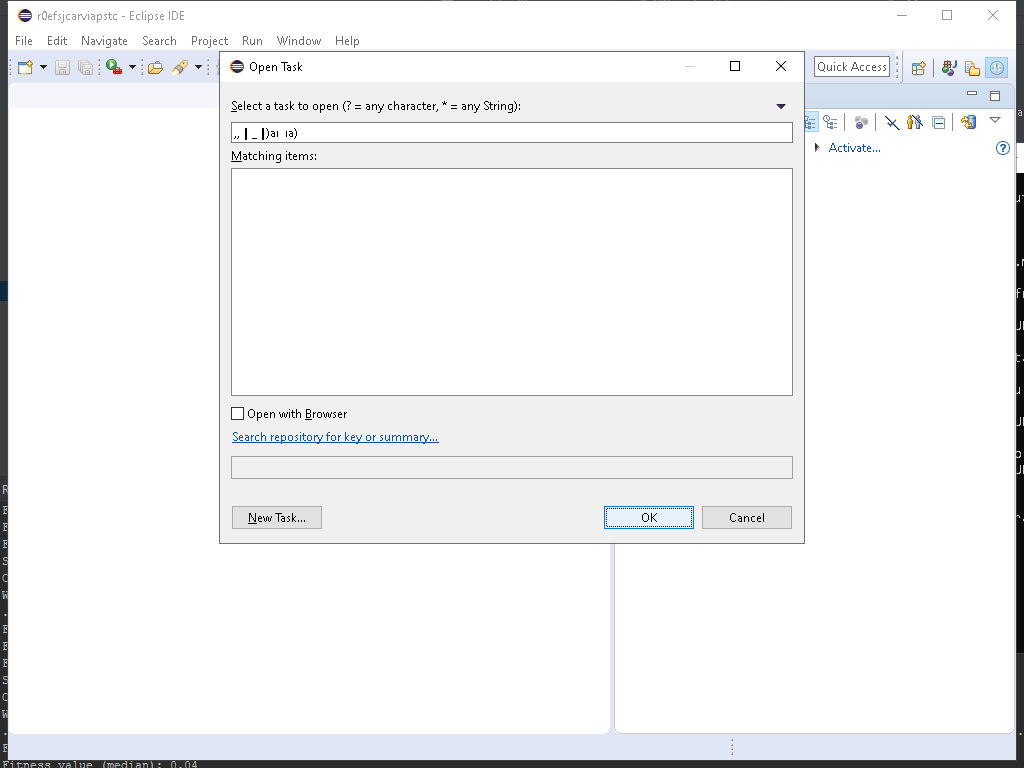 r0efsjcarviapstc - Eclipse IDE
File Edit Navigate Search Project Run Window Help
Quick Access
Open Task
Select a task to open (? = any character, * = any String):
Matching items:
Activate...
Open with Browser
Search repository for key or summary...
New Task... OK Cancel
Fitness value (median): 0.04